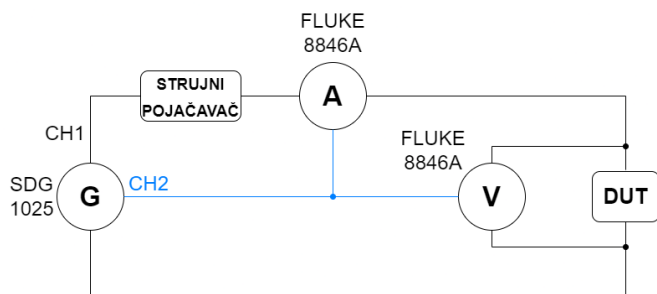 FLUKE
8846A
STRUJNI
POJAČAVAČ
A
CH1
FLUKE
8846A
SDG
1025
G
CH2
V
DUT